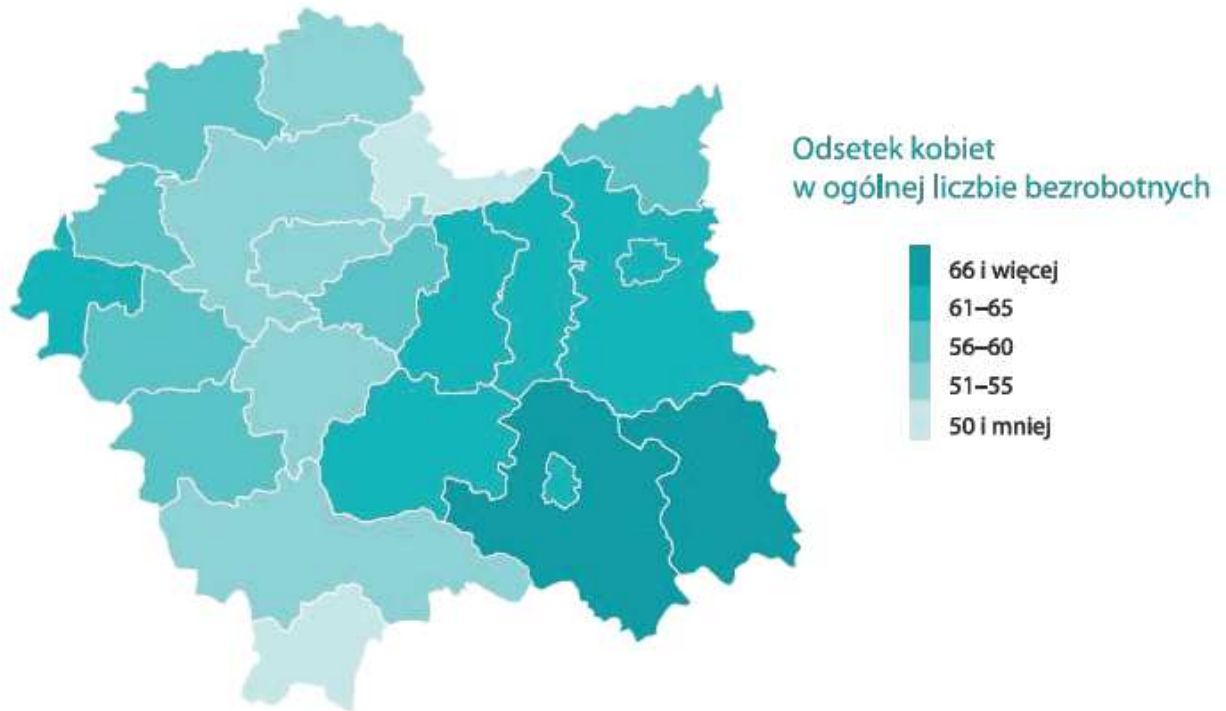 Odsetek kobiet
w ogólnej liczbie bezrobotnych
66 i więcej
61–65
56–60
51–55
50 i mniej